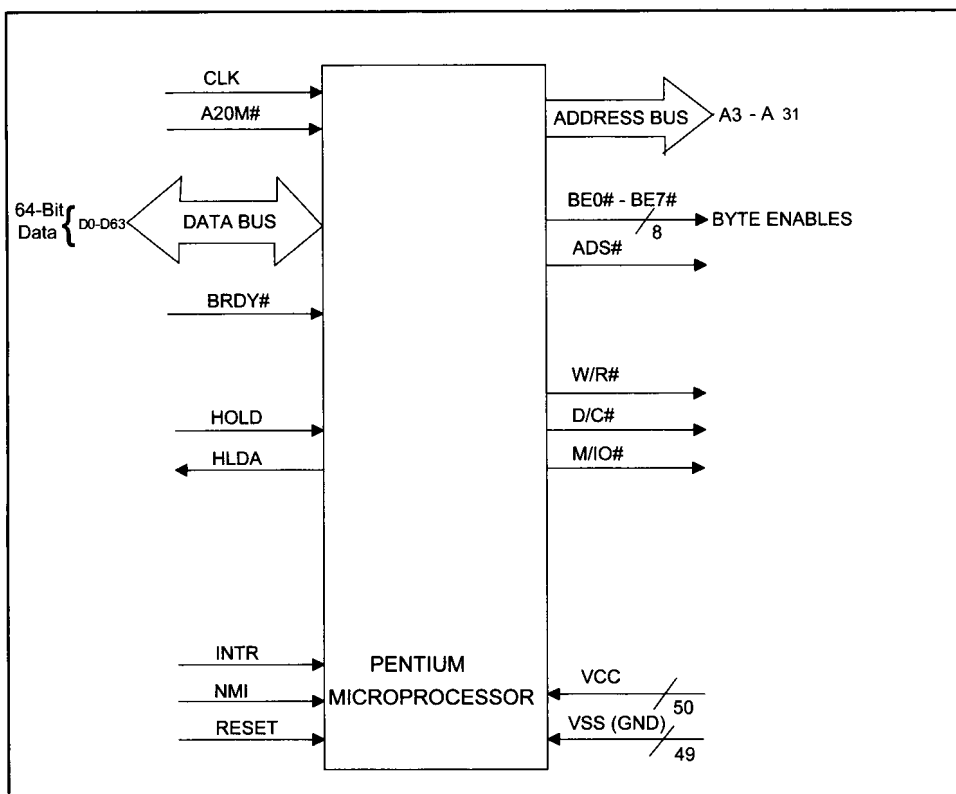 CLK
A20M#
64-Bit
Data { D0-D63
DATA BUS
BRDY#
HOLD
HLDA
INTR
NMI
RESET
PENTIUM
MICROPROCESSOR
ADDRESS BUS
A3 - A 31
BE0# - BE7#
8
BYTE ENABLES
ADS#
W/R#
D/C#
M/IO#
VCC
50
VSS (GND)
49